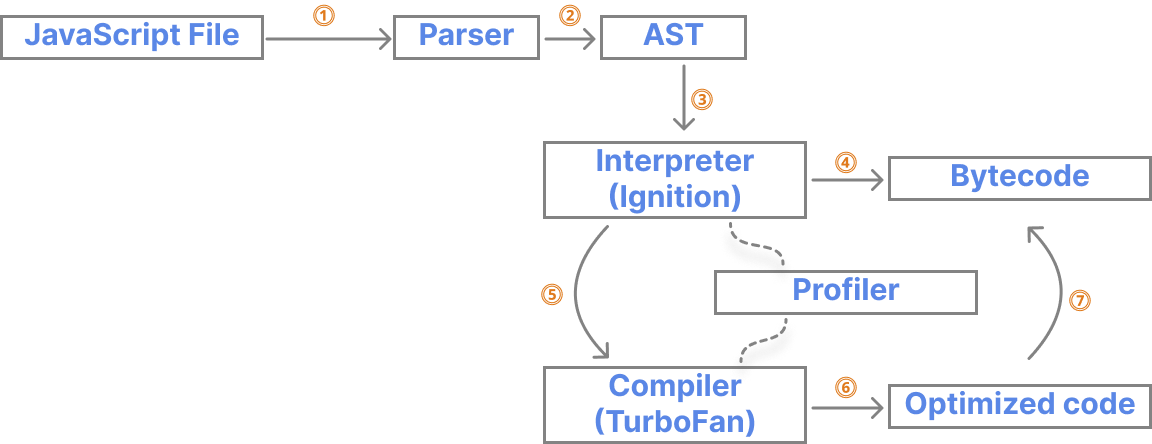 ①
②
JavaScript File
Parser
AST
③
Interpreter
(Ignition)
④
Bytecode
⑤
Profiler
⑦
Compiler
(TurboFan)
⑥
Optimized code